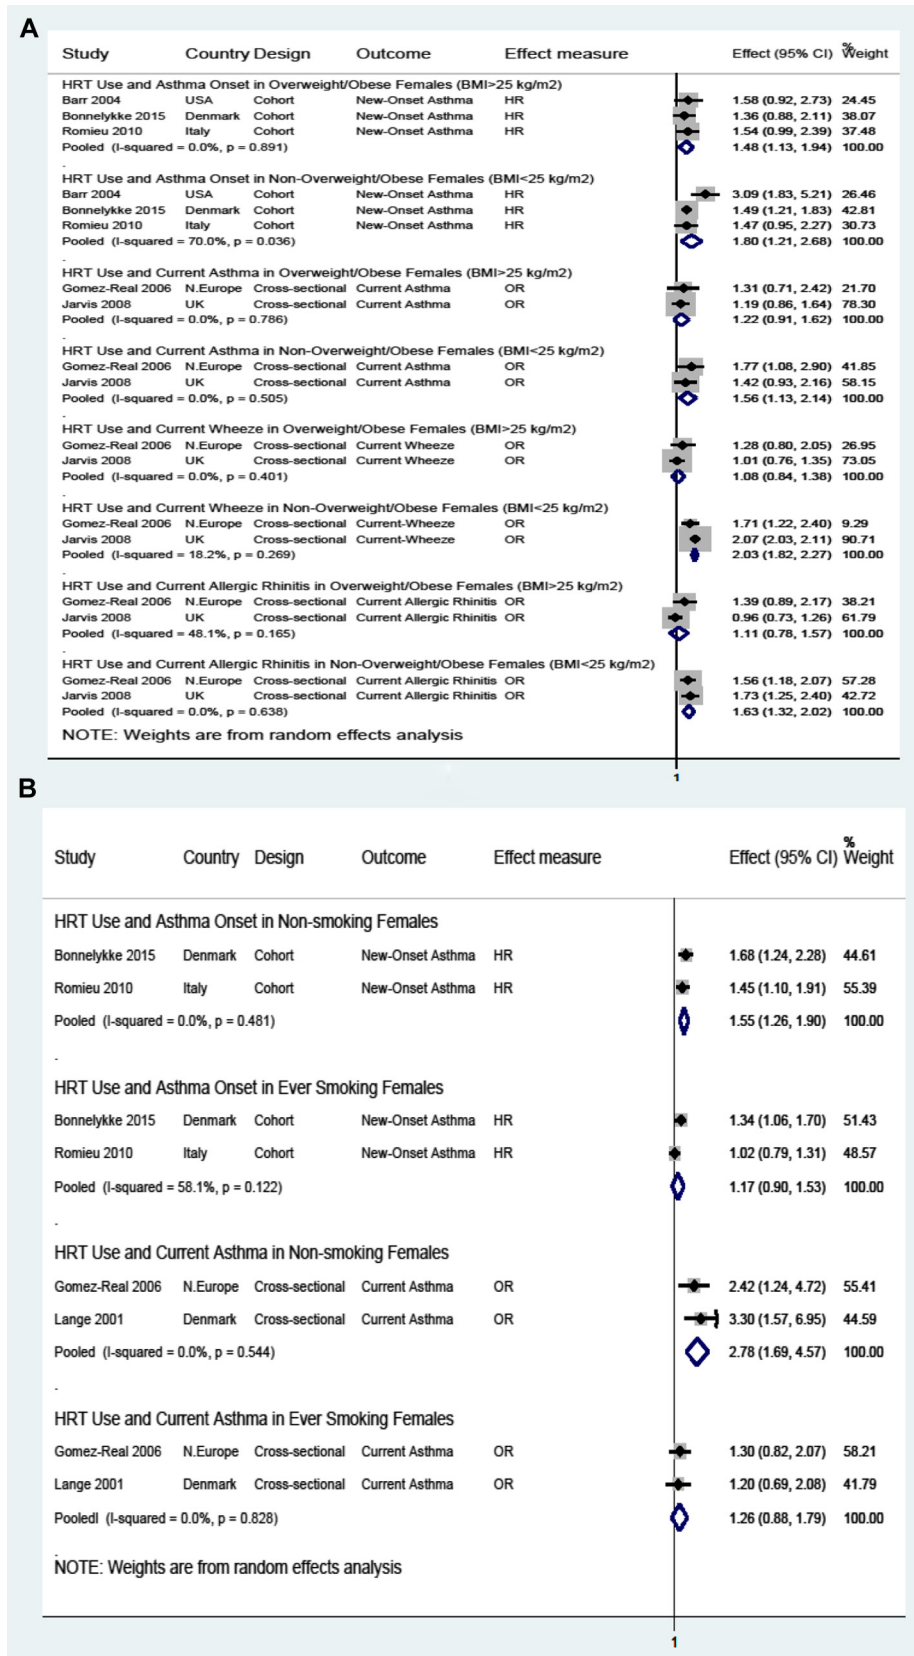 A
Study Country Design Outcome Effect measure Effect (95% CI) % Weight
HRT Use and Asthma Onset in Overweight/Obese Females (BMI>25 kg/m2)
Barr 2004 USA Cohort New-Onset Asthma HR 1.58 (0.92, 2.73) 24.45
Bonnelykke 2015 Denmark Cohort New-Onset Asthma HR 1.36 (0.88, 2.11) 38.07
Romieu 2010 Italy Cohort New-Onset Asthma HR 1.54 (0.99, 2.39) 37.48
Pooled (I-squared = 0.0%, p = 0.891) 1.48 (1.13, 1.94) 100.00
.
HRT Use and Asthma Onset in Non-Overweight/Obese Females (BMI<25 kg/m2)
Barr 2004 USA Cohort New-Onset Asthma HR 3.09 (1.83, 5.21) 26.46
Bonnelykke 2015 Denmark Cohort New-Onset Asthma HR 1.49 (1.21, 1.83) 42.81
Romieu 2010 Italy Cohort New-Onset Asthma HR 1.47 (0.95, 2.27) 30.73
Pooled (I-squared = 70.0%, p = 0.036) 1.80 (1.21, 2.68) 100.00
.
HRT Use and Current Asthma in Overweight/Obese Females (BMI>25 kg/m2)
Gomez-Real 2006 N.Europe Cross-sectional Current Asthma OR 1.31 (0.71, 2.42) 21.70
Jarvis 2008 UK Cross-sectional Current Asthma OR 1.19 (0.86, 1.64) 78.30
Pooled (I-squared = 0.0%, p = 0.786) 1.22 (0.91, 1.62) 100.00
.
HRT Use and Current Asthma in Non-Overweight/Obese Females (BMI<25 kg/m2)
Gomez-Real 2006 N.Europe Cross-sectional Current Asthma OR 1.77 (1.08, 2.90) 41.85
Jarvis 2008 UK Cross-sectional Current Asthma OR 1.42 (0.93, 2.16) 58.15
Pooled (I-squared = 0.0%, p = 0.505) 1.56 (1.13, 2.14) 100.00
.
HRT Use and Current Wheeze in Overweight/Obese Females (BMI>25 kg/m2)
Gomez-Real 2006 N.Europe Cross-sectional Current Wheeze OR 1.28 (0.80, 2.05) 26.95
Jarvis 2008 UK Cross-sectional Current Wheeze OR 1.01 (0.76, 1.35) 73.05
Pooled (I-squared = 0.0%, p = 0.401) 1.08 (0.84, 1.38) 100.00
.
HRT Use and Current Wheeze in Non-Overweight/Obese Females (BMI<25 kg/m2)
Gomez-Real 2006 N.Europe Cross-sectional Current-Wheeze OR 1.71 (1.22, 2.40) 9.29
Jarvis 2008 UK Cross-sectional Current-Wheeze OR 2.07 (2.03, 2.11) 90.71
Pooled (I-squared = 18.2%, p = 0.269) 2.03 (1.82, 2.27) 100.00
.
HRT Use and Current Allergic Rhinitis in Overweight/Obese Females (BMI>25 kg/m2)
Gomez-Real 2006 N.Europe Cross-sectional Current Allergic Rhinitis OR 1.39 (0.89, 2.17) 38.21
Jarvis 2008 UK Cross-sectional Current Allergic Rhinitis OR 0.96 (0.73, 1.26) 61.79
Pooled (I-squared = 48.1%, p = 0.165) 1.11 (0.78, 1.57) 100.00
.
HRT Use and Current Allergic Rhinitis in Non-Overweight/Obese Females (BMI<25 kg/m2)
Gomez-Real 2006 N.Europe Cross-sectional Current Allergic Rhinitis OR 1.56 (1.18, 2.07) 57.28
Jarvis 2008 UK Cross-sectional Current Allergic Rhinitis OR 1.73 (1.25, 2.40) 42.72
Pooled (I-squared = 0.0%, p = 0.638) 1.63 (1.32, 2.02) 100.00
NOTE: Weights are from random effects analysis
1
B
Study Country Design Outcome Effect measure Effect (95% CI) % Weight
HRT Use and Asthma Onset in Non-smoking Females
Bonnelykke 2015 Denmark Cohort New-Onset Asthma HR 1.68 (1.24, 2.28) 44.61
Romieu 2010 Italy Cohort New-Onset Asthma HR 1.45 (1.10, 1.91) 55.39
Pooled (I-squared = 0.0%, p = 0.481) 1.55 (1.26, 1.90) 100.00
.
HRT Use and Asthma Onset in Ever Smoking Females
Bonnelykke 2015 Denmark Cohort New-Onset Asthma HR 1.34 (1.06, 1.70) 51.43
Romieu 2010 Italy Cohort New-Onset Asthma HR 1.02 (0.79, 1.31) 48.57
Pooled (I-squared = 58.1%, p = 0.122) 1.17 (0.90, 1.53) 100.00
.
HRT Use and Current Asthma in Non-smoking Females
Gomez-Real 2006 N.Europe Cross-sectional Current Asthma OR 2.42 (1.24, 4.72) 55.41
Lange 2001 Denmark Cross-sectional Current Asthma OR 3.30 (1.57, 6.95) 44.59
Pooled (I-squared = 0.0%, p = 0.544) 2.78 (1.69, 4.57) 100.00
.
HRT Use and Current Asthma in Ever Smoking Females
Gomez-Real 2006 N.Europe Cross-sectional Current Asthma OR 1.30 (0.82, 2.07) 58.21
Lange 2001 Denmark Cross-sectional Current Asthma OR 1.20 (0.69, 2.08) 41.79
Pooledl (I-squared = 0.0%, p = 0.828) 1.26 (0.88, 1.79) 100.00
.
NOTE: Weights are from random effects analysis
1